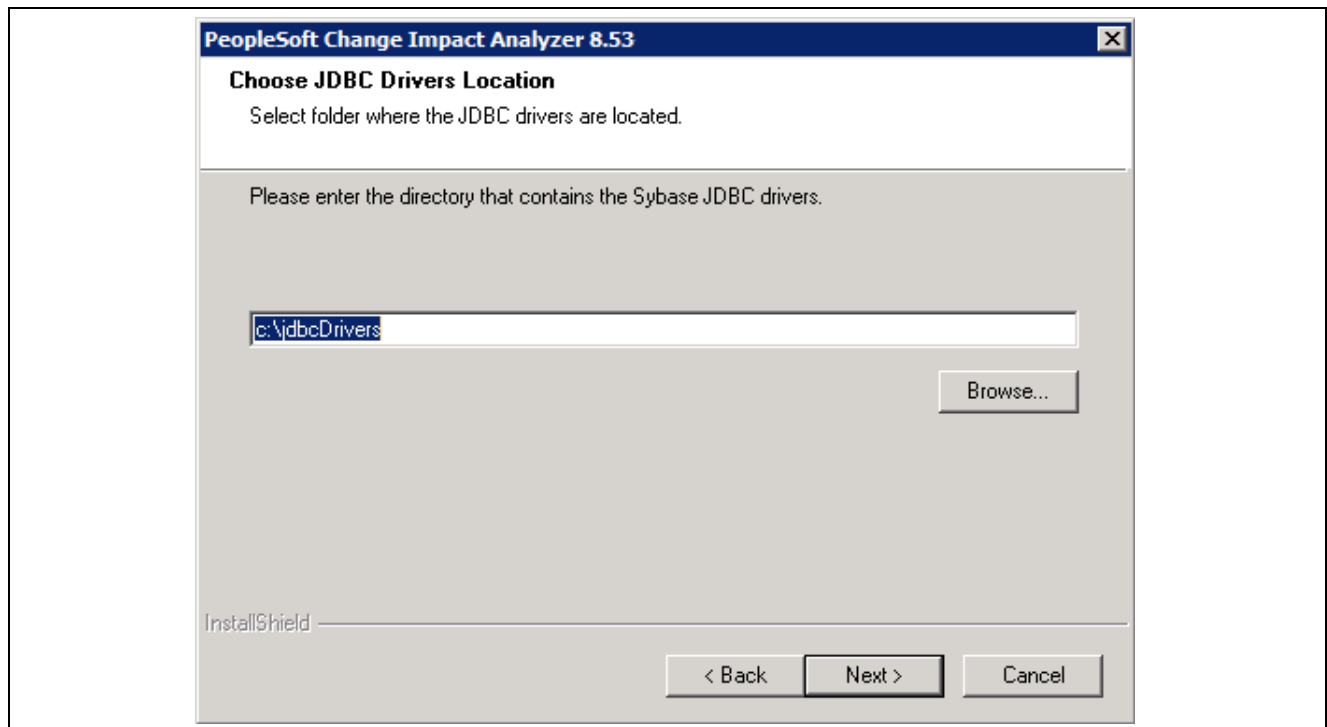 PeopleSoft Change Impact Analyzer 8.53
Choose JDBC Drivers Location
Select folder where the JDBC drivers are located.
Please enter the directory that contains the Sybase JDBC drivers.
c:\jdbcDrivers
Browse...
InstallShield
< Back Next > Cancel